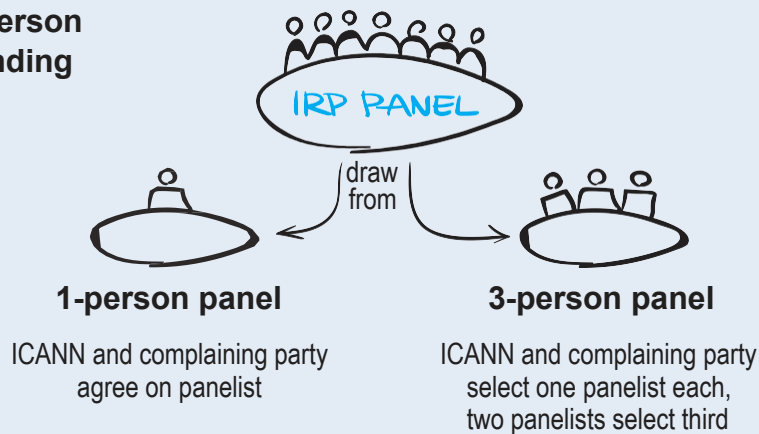 erson
nding
IRP PANEL
draw
from
1-person panel
ICANN and complaining party
agree on panelist
3-person panel
ICANN and complaining party
select one panelist each,
two panelists select third